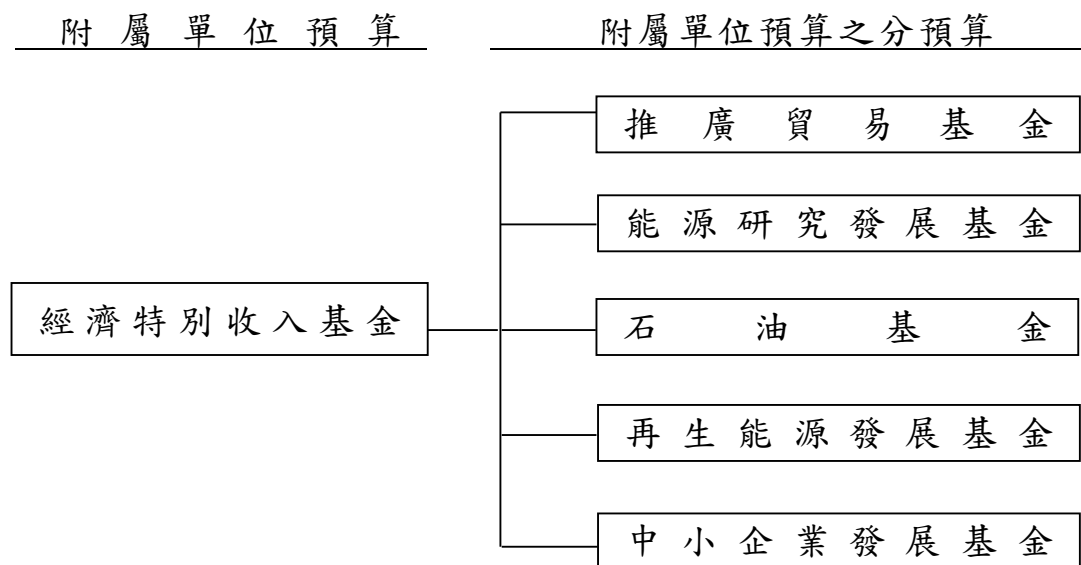 附屬單位預算
附屬單位預算之分預算
推廣貿易基金
能源研究發展基金
經濟特別收入基金
石油基金
再生能源發展基金
中小企業發展基金